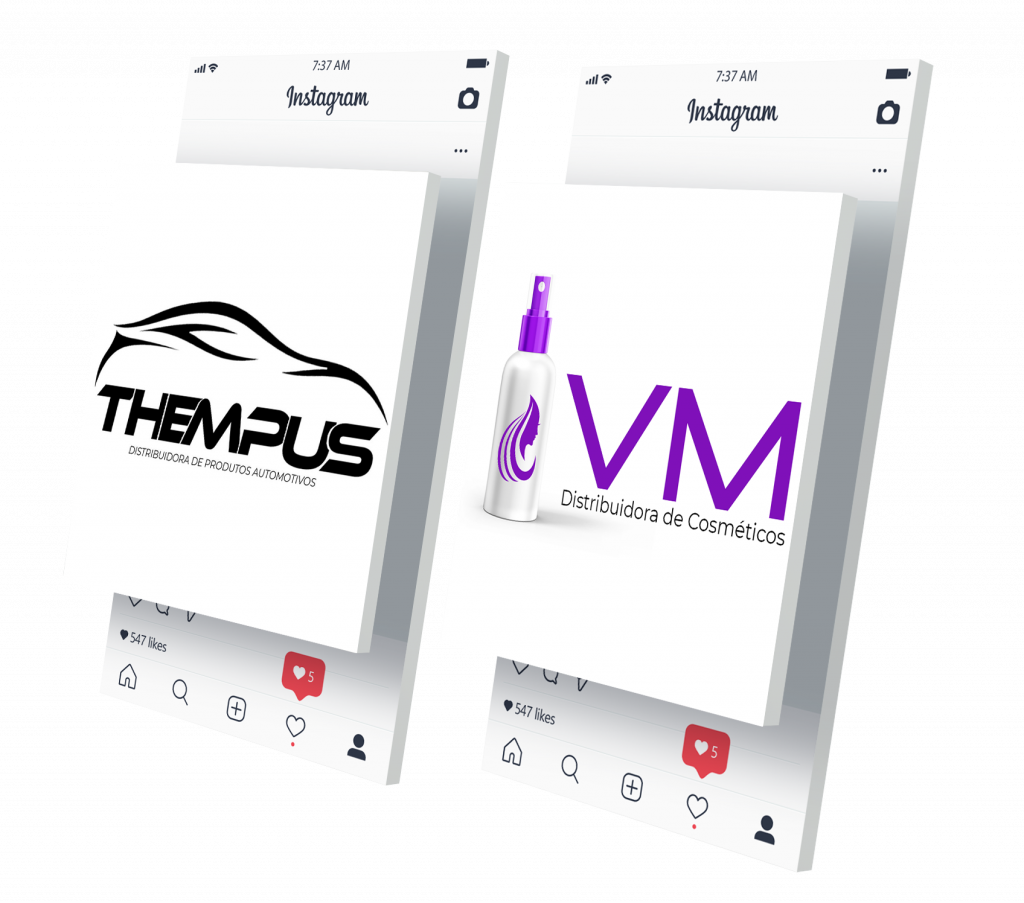 7:37 AM
Instagram
THEMPUS
DISTRIBUIDORA DE PRODUTOS AUTOMOTIVOS
547 likes
5
7:37 AM
Instagram
VM
Distribuidora de Cosméticos
547 likes
5